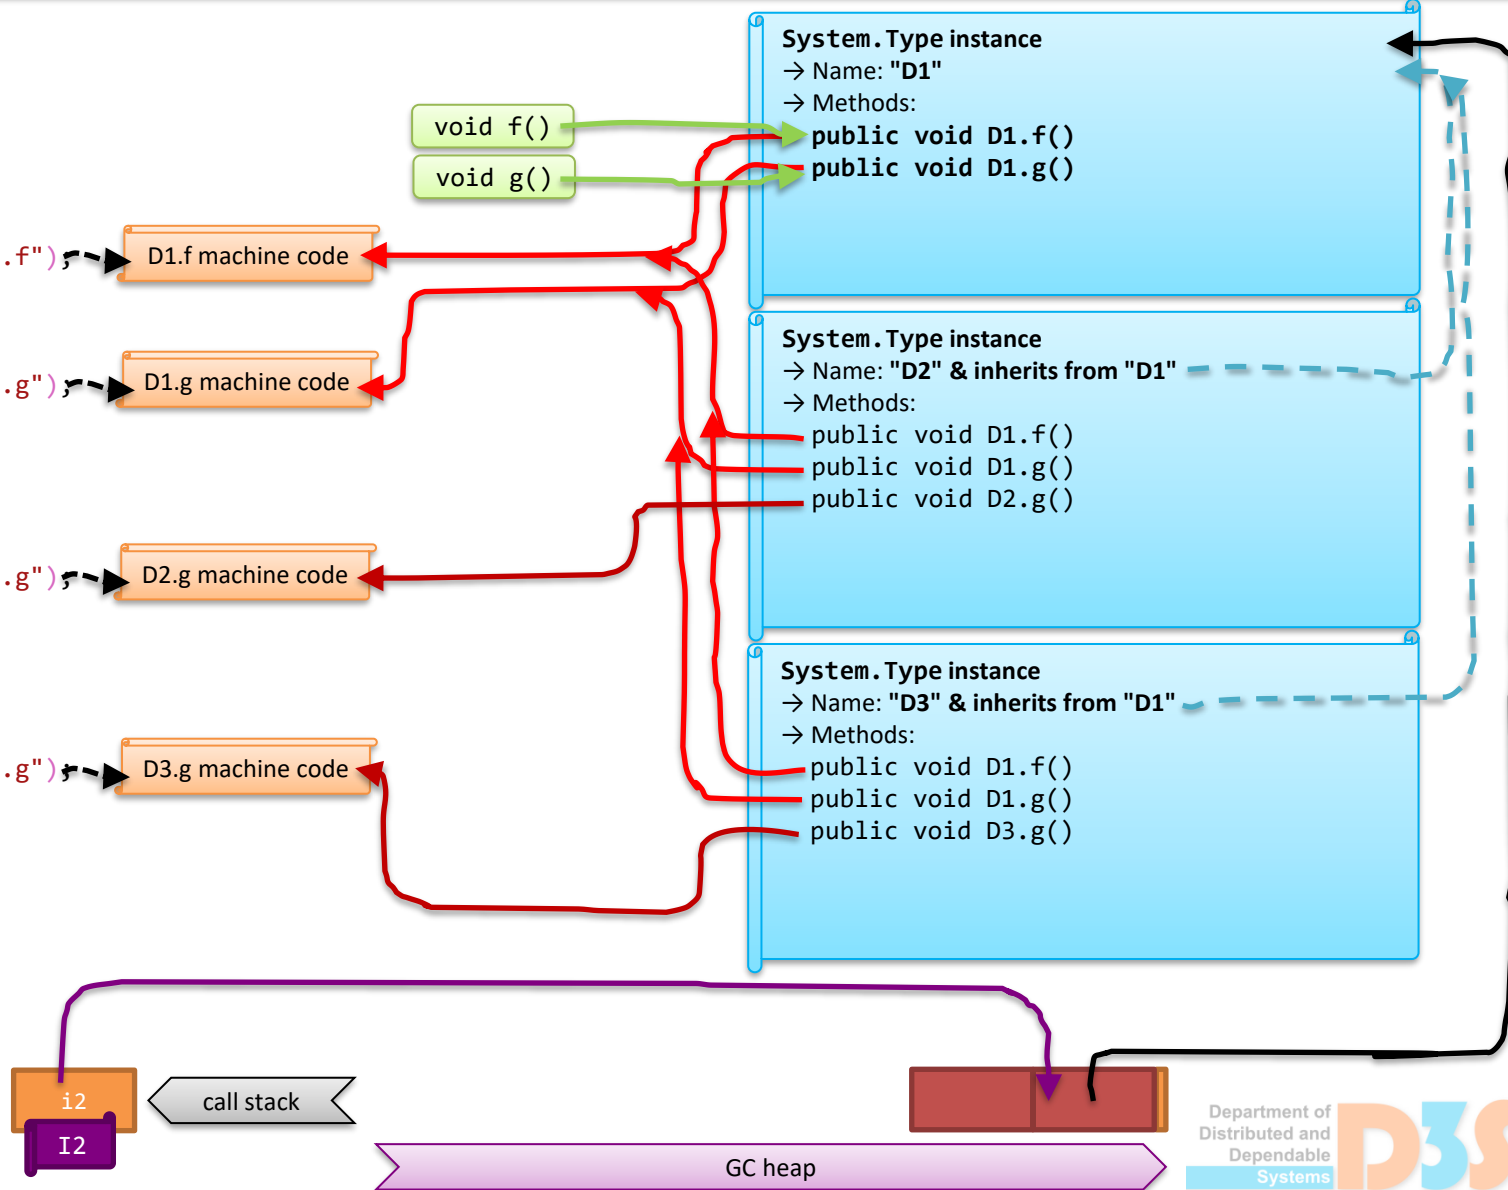 System.Type instance
→ Name: "D1"
→ Methods:
public void D1.f()
public void D1.g()
void f()
void g()
.f");
D1.f machine code
.g");
D1.g machine code
System.Type instance
→ Name: "D2" & inherits from "D1"
→ Methods:
public void D1.f()
public void D1.g()
public void D2.g()
.g");
D2.g machine code
System.Type instance
→ Name: "D3" & inherits from "D1"
→ Methods:
public void D1.f()
public void D1.g()
public void D3.g()
.g");
D3.g machine code
i2
I2
call stack
GC heap
Department of
Distributed and
Dependable
Systems
D3S